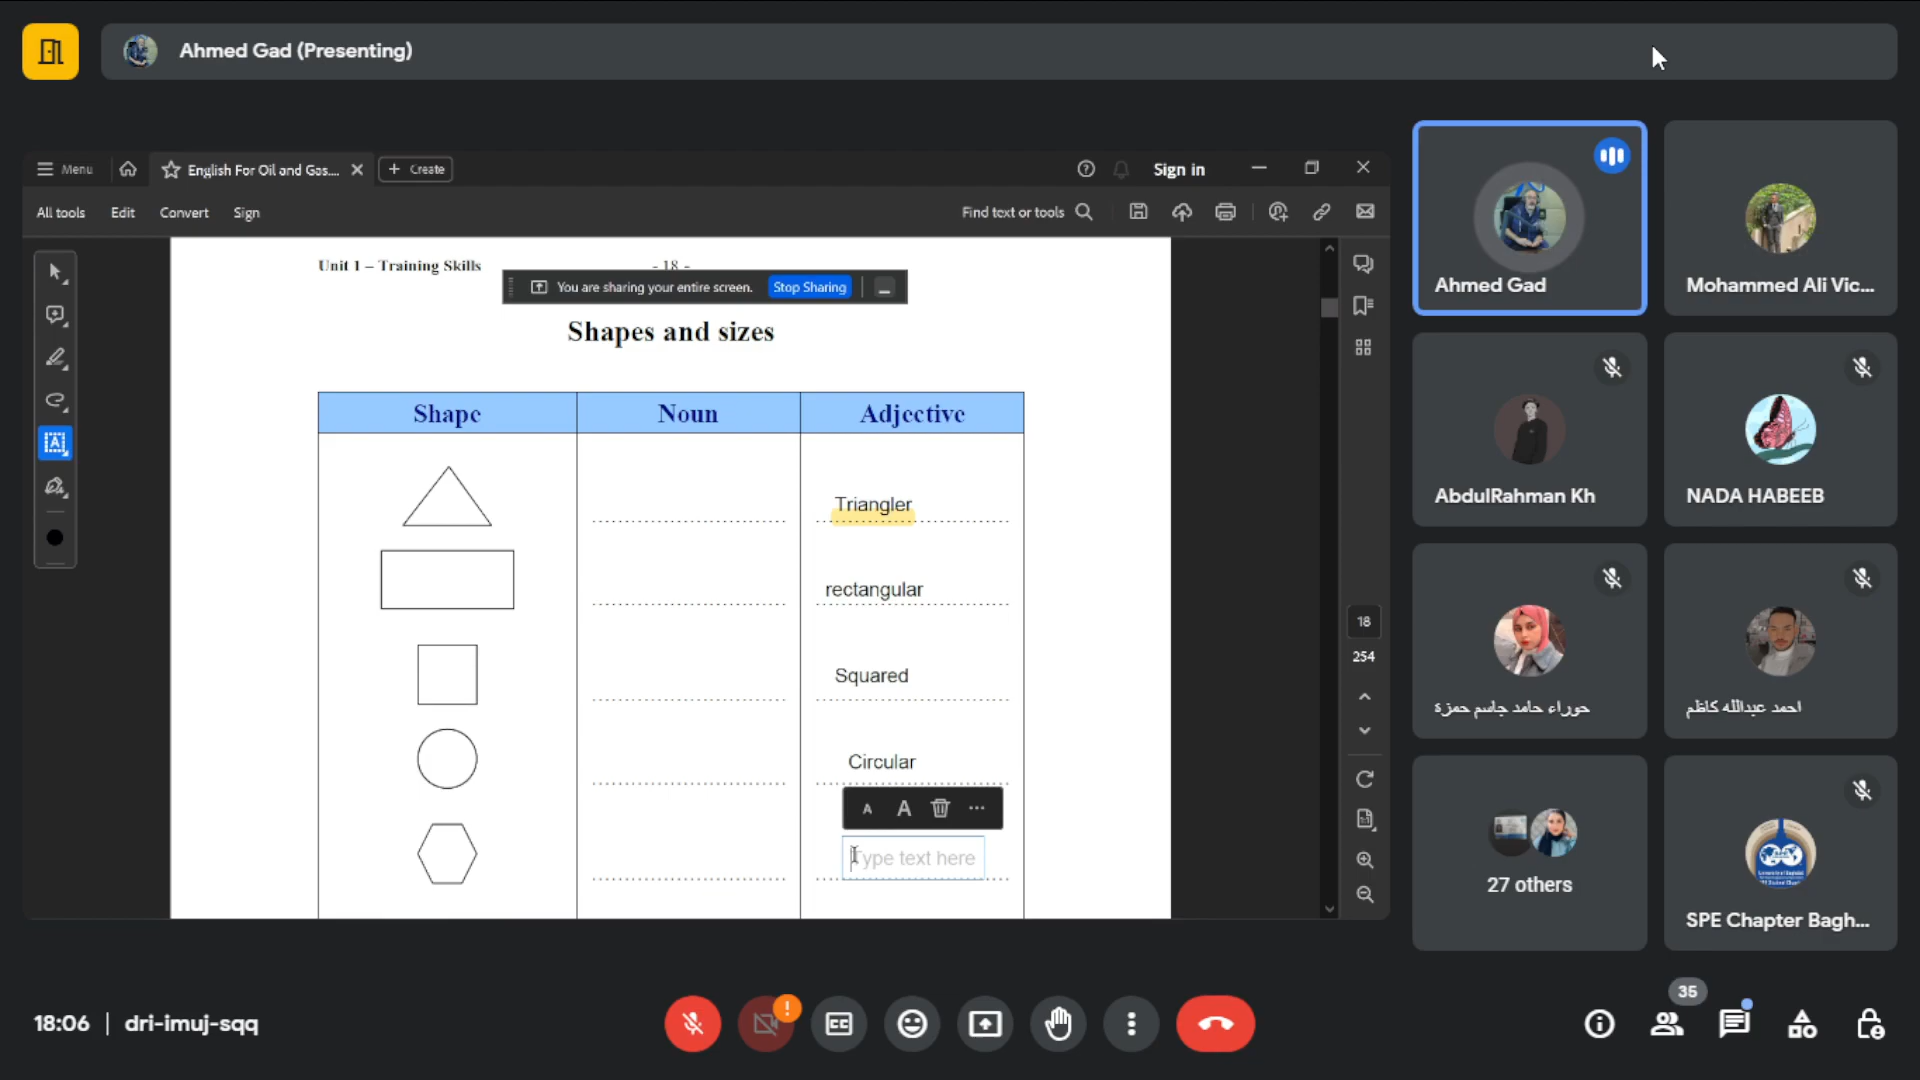 Ahmed Gad (Presenting)
Menu
English For Oil and Gas....
Create
Sign in
All tools
Edit
Convert
Sign
Find text or tools
Unit 1 – Training Skills
- 18 -
You are sharing your entire screen.
Stop Sharing
Shapes and sizes
Shape
Noun
Adjective
Triangler
rectangular
Squared
Circular
A
A
Type text here
18
254
Ahmed Gad
Mohammed Ali Vic...
AbdulRahman Kh
NADA HABEEB
حوراء حامد جاسم حمزة
احمد عبدالله كاظم
27 others
SPE Chapter Bagh...
18:06
dri-imuj-sqq
35